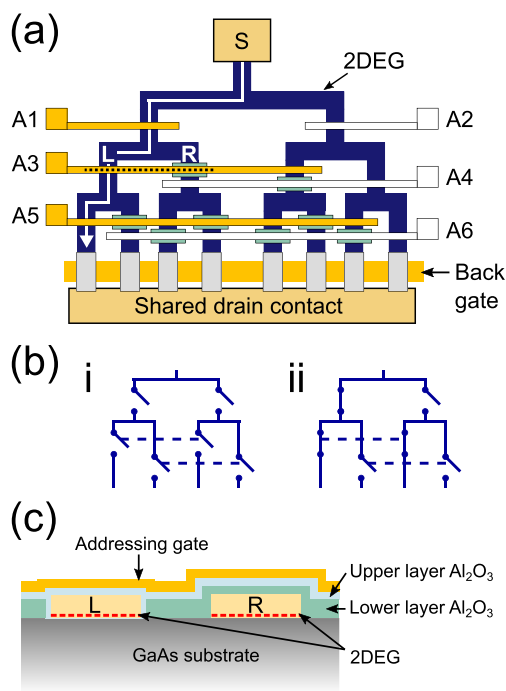 (a)
S
2DEG
A1
A2
L
R
A3
A4
A5
A6
Back
gate
Shared drain contact
(b)
i
ii
(c)
Addressing gate
Upper layer Al₂O₃
L
R
Lower layer Al₂O₃
GaAs substrate
2DEG